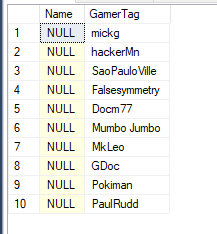 Name GamerTag
1 NULL mickg
2 NULL hackerMn
3 NULL SaoPauloVille
4 NULL Falsesymmetry
5 NULL Docm77
6 NULL Mumbo Jumbo
7 NULL MkLeo
8 NULL GDoc
9 NULL Pokiman
10 NULL PaulRudd